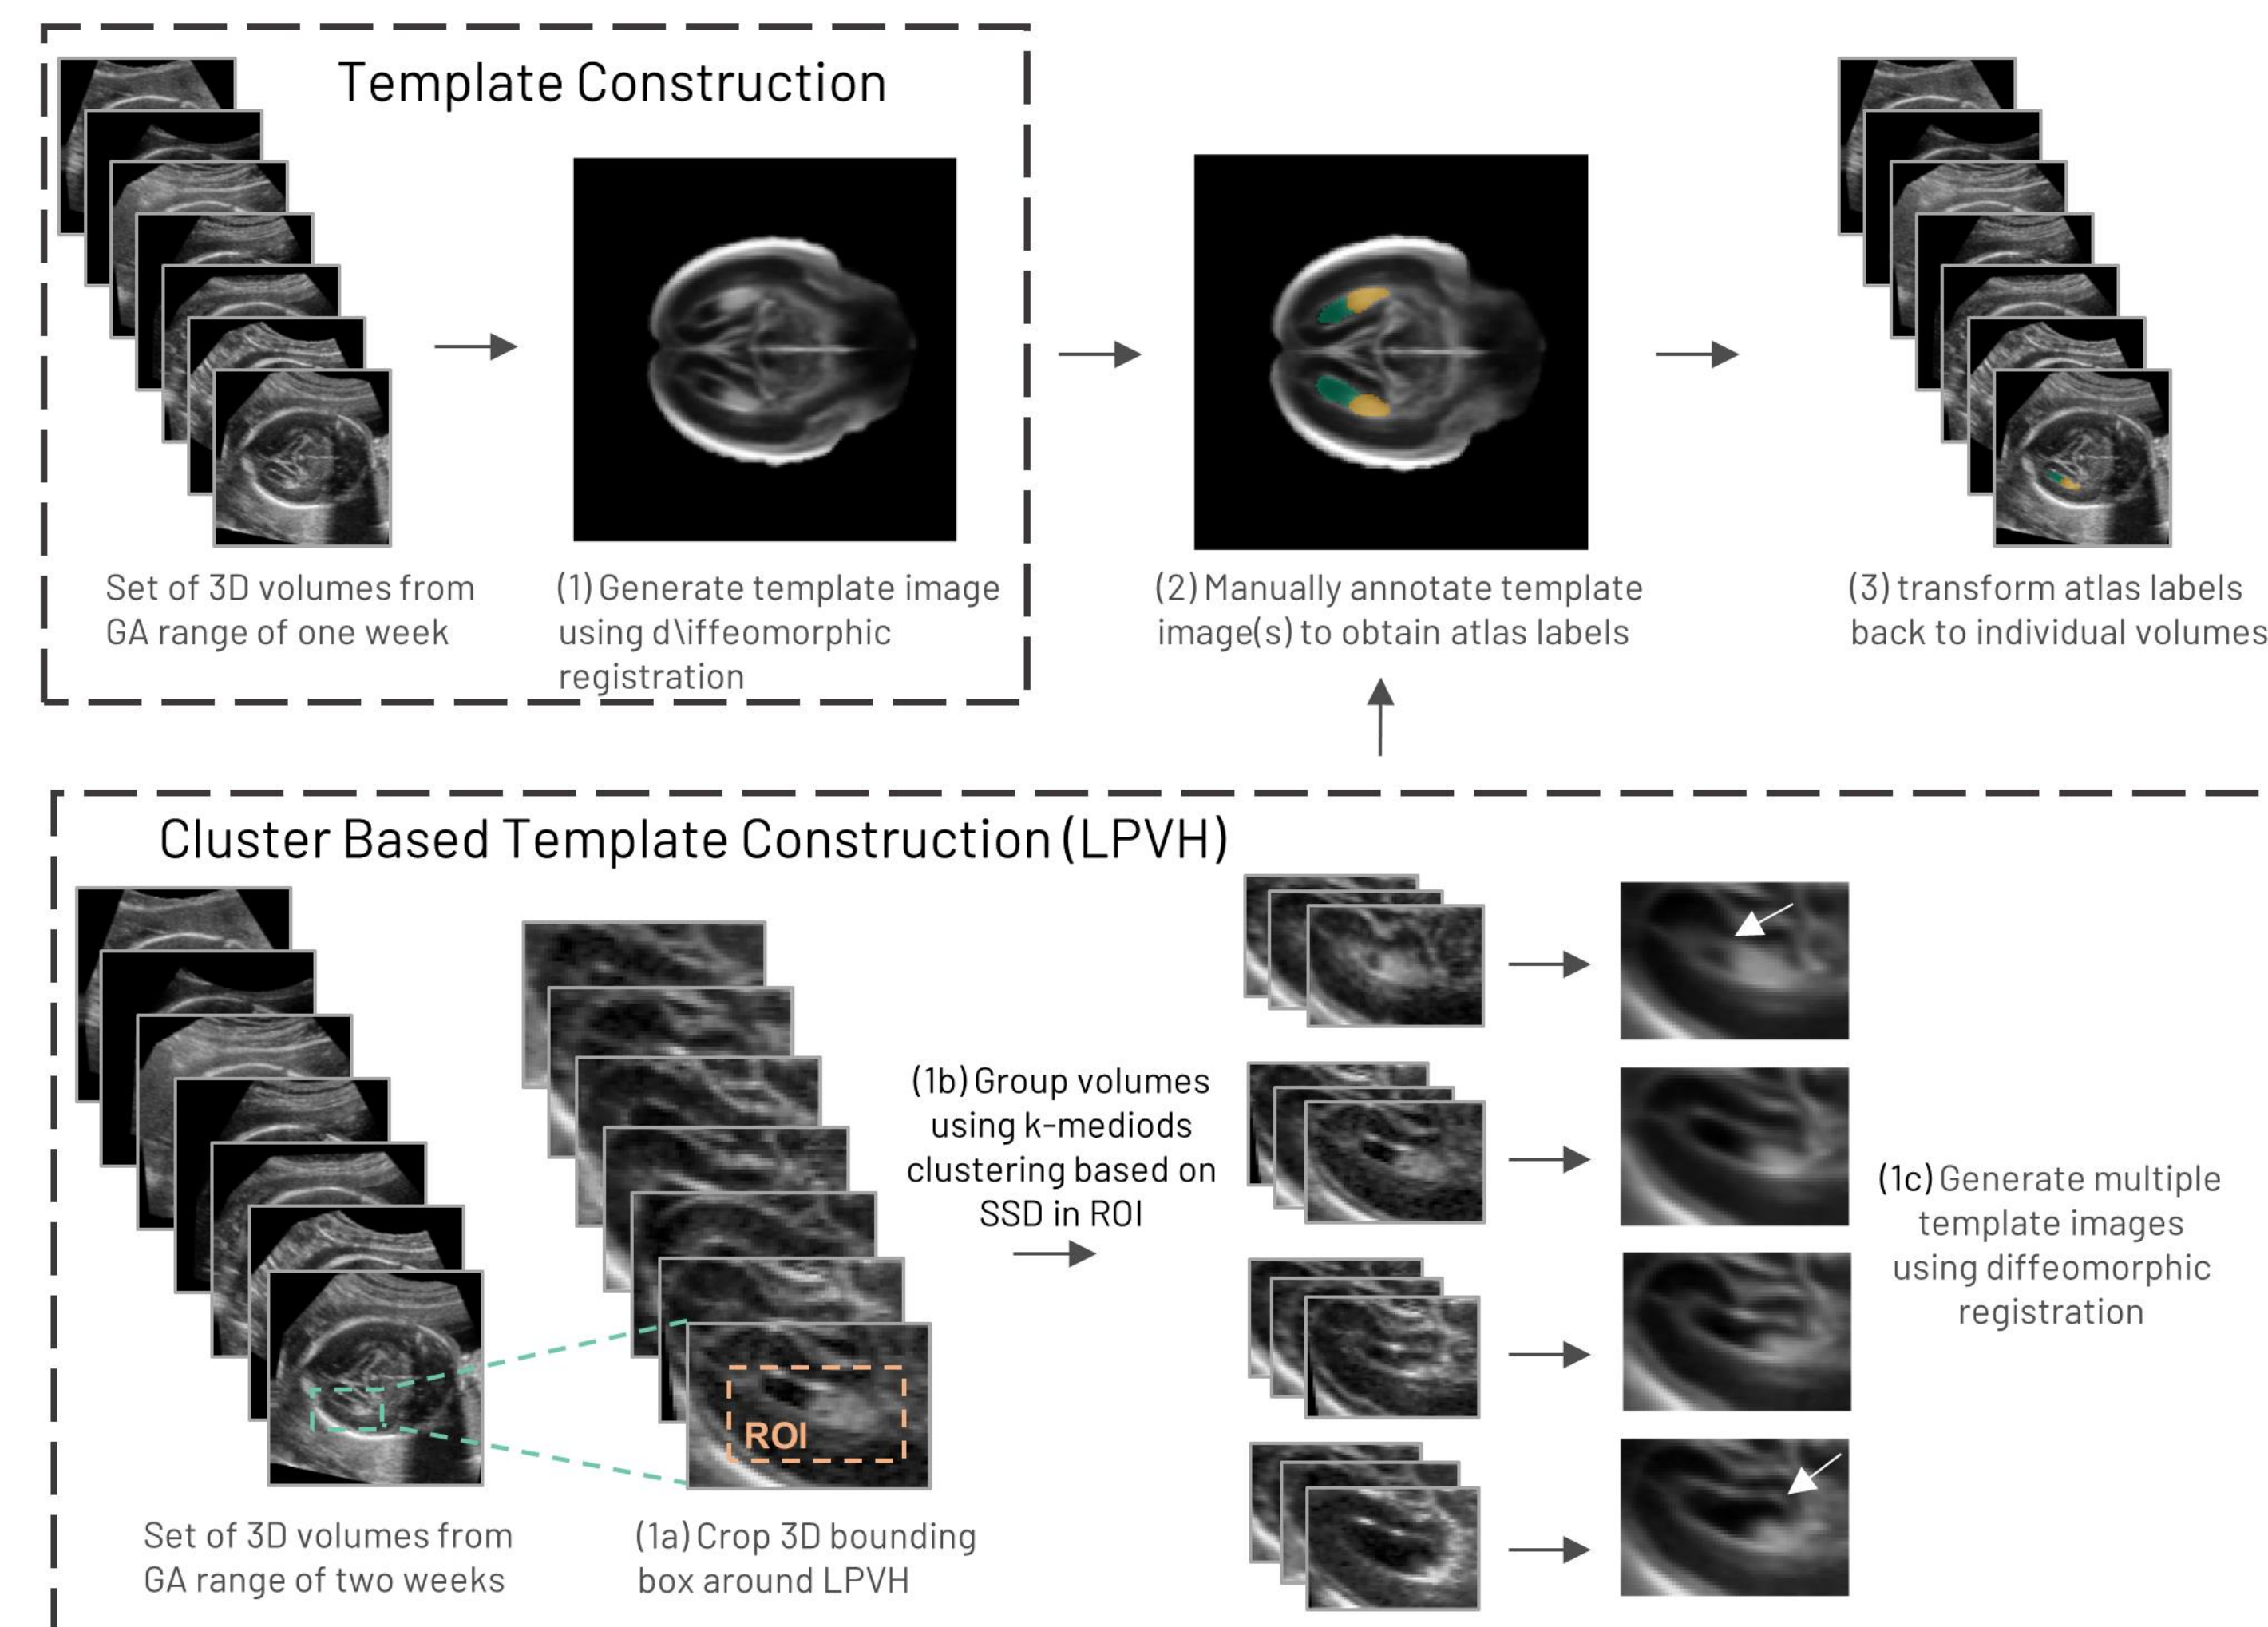 Template Construction
Set of 3D volumes from
GA range of one week
(1) Generate template image
using d\iffeomorphic
registration
(2) Manually annotate template
image(s) to obtain atlas labels
(3) transform atlas labels
back to individual volumes
Cluster Based Template Construction (LPVH)
Set of 3D volumes from
GA range of two weeks
ROI
(1a) Crop 3D bounding
box around LPVH
(1b) Group volumes
using k-mediods
clustering based on
SSD in ROI
(1c) Generate multiple
template images
using diffeomorphic
registration